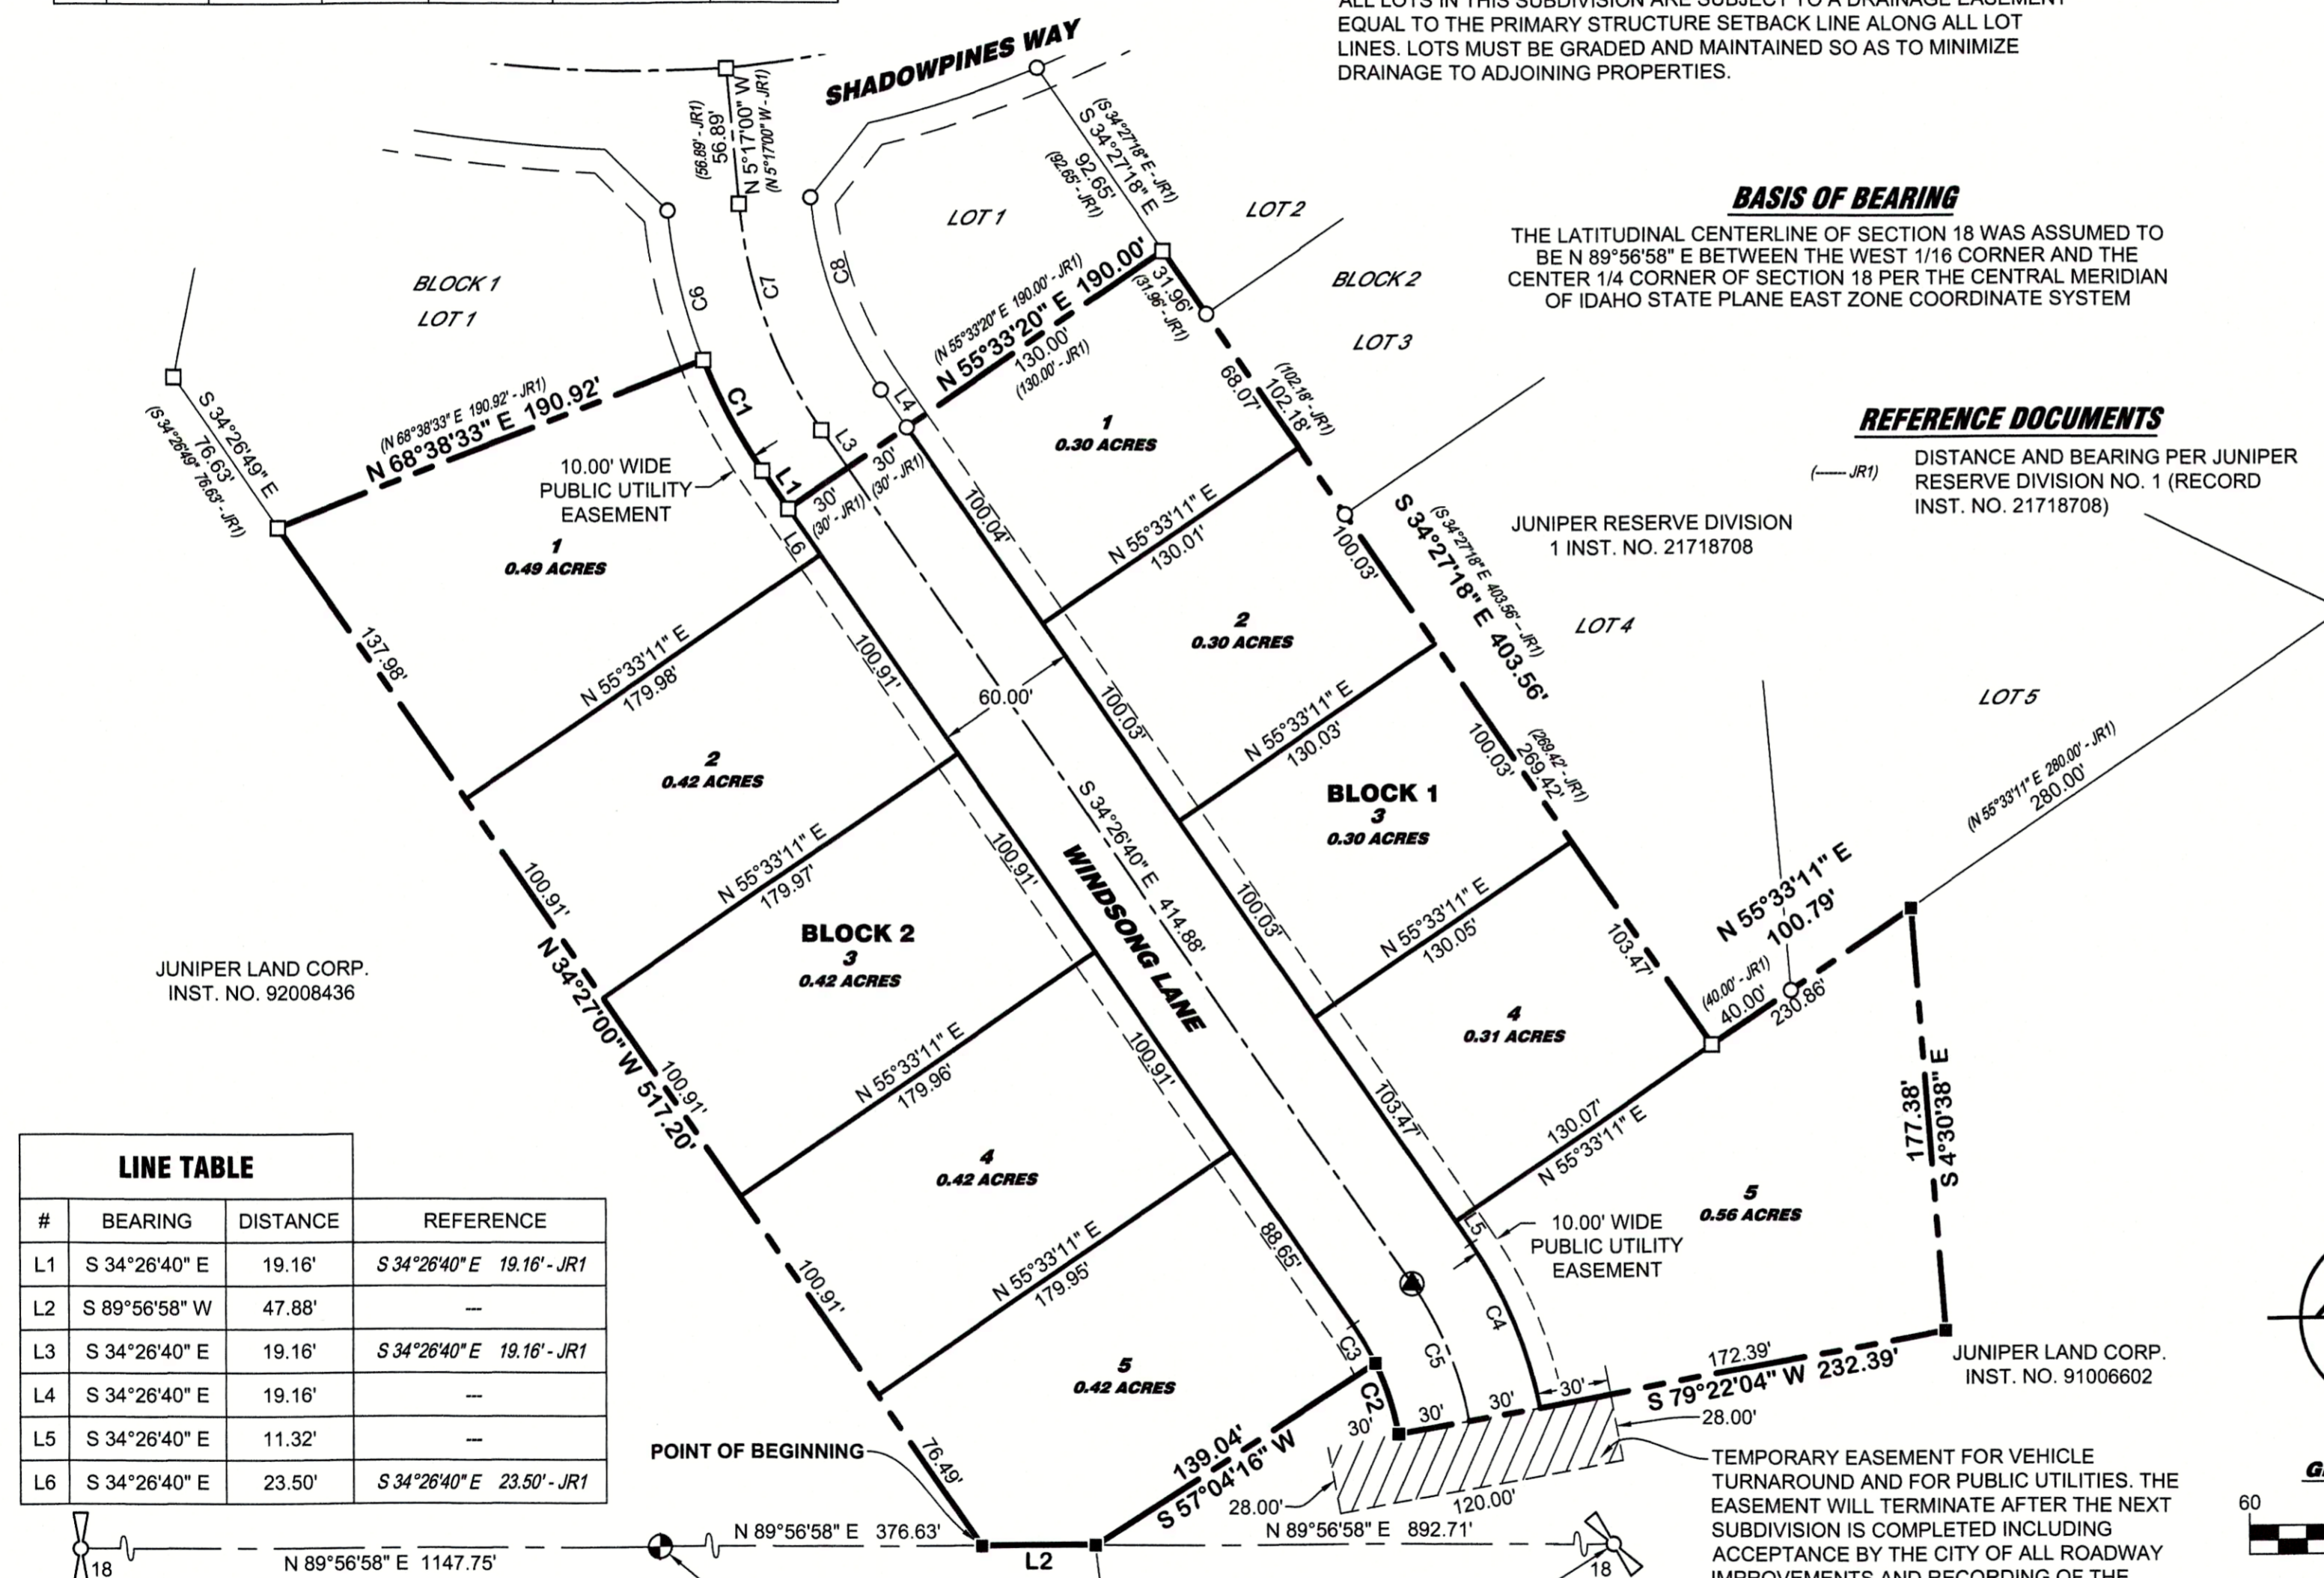 ALL LOTS IN THIS SUBDIVISION ARE SUBJECT TO A DRAINAGE EASEMENT
EQUAL TO THE PRIMARY STRUCTURE SETBACK LINE ALONG ALL LOT
LINES. LOTS MUST BE GRADED AND MAINTAINED SO AS TO MINIMIZE
DRAINAGE TO ADJOINING PROPERTIES.
SHADOWPINES WAY
(56.89' - JR1)
56.89'
N 5°17'00" W
(N 5°17'00" W - JR1)
(S 34°27'18" E - JR1)
S 34°27'18" E
92.65'
(92.65' - JR1)
BASIS OF BEARING
THE LATITUDINAL CENTERLINE OF SECTION 18 WAS ASSUMED TO
BE N 89°56'58" E BETWEEN THE WEST 1/16 CORNER AND THE
CENTER 1/4 CORNER OF SECTION 18 PER THE CENTRAL MERIDIAN
OF IDAHO STATE PLANE EAST ZONE COORDINATE SYSTEM
LOT 1
LOT 2
BLOCK 2
LOT 3
BLOCK 1
LOT 1
C6
C7
C8
(N 55°33'20" E 190.00' - JR1)
N 55°33'20" E 190.00'
130.00'
(130.00' - JR1)
31.96'
(31.96' - JR1)
REFERENCE DOCUMENTS
(------- JR1)
DISTANCE AND BEARING PER JUNIPER
RESERVE DIVISION NO. 1 (RECORD
INST. NO. 21718708)
S 34°26'49" E
76.63'
(S 34°26'49" 76.63' - JR1)
(N 68°38'33" E 190.92' - JR1)
N 68°38'33" E 190.92'
C1
L1
L3
L4
L6
30'
(30' - JR1)
30'
(30' - JR1)
10.00' WIDE
PUBLIC UTILITY
EASEMENT
1
0.49 ACRES
1
0.30 ACRES
68.07'
102.18'
(102.18' - JR1)
100.04'
N 55°33'11" E
130.01'
100.03'
S 34°27'18" E 403.56'
(S 34°27'18" E 403.56' - JR1)
JUNIPER RESERVE DIVISION
1 INST. NO. 21718708
LOT 4
LOT 5
137.98'
N 55°33'11" E
179.98'
100.91'
60.00'
2
0.30 ACRES
100.03'
N 55°33'11" E
130.03'
100.03'
269.42'
(269.42' - JR1)
(N 55°33'11" E 280.00' - JR1)
280.00'
2
0.42 ACRES
N 55°33'11" E
179.97'
100.91'
100.91'
S 34°26'40" E 414.88'
WINDSONG LANE
BLOCK 1
3
0.30 ACRES
100.03'
N 55°33'11" E
130.05'
103.47'
N 55°33'11" E
100.79'
(40.00' - JR1)
40.00'
230.86'
BLOCK 2
3
0.42 ACRES
JUNIPER LAND CORP.
INST. NO. 92008436
N 34°27'00" W 517.20'
100.91'
N 55°33'11" E
179.96'
100.91'
4
0.31 ACRES
103.47'
130.07'
N 55°33'11" E
177.38'
S 4°30'38" E
4
0.42 ACRES
N 55°33'11" E
179.95'
100.91'
88.65'
5
0.56 ACRES
L5
10.00' WIDE
PUBLIC UTILITY
EASEMENT
C4
C5
C3
C2
5
0.42 ACRES
LINE TABLE
# BEARING DISTANCE REFERENCE
L1 S 34°26'40" E 19.16' S 34°26'40" E 19.16' - JR1
L2 S 89°56'58" W 47.88' ---
L3 S 34°26'40" E 19.16' S 34°26'40" E 19.16' - JR1
L4 S 34°26'40" E 19.16' ---
L5 S 34°26'40" E 11.32' ---
L6 S 34°26'40" E 23.50' S 34°26'40" E 23.50' - JR1
POINT OF BEGINNING
76.49'
139.04'
S 57°04'16" W
30'
30'
30'
30'
172.39'
S 79°22'04" W 232.39'
JUNIPER LAND CORP.
INST. NO. 91006602
28.00'
28.00'
120.00'
TEMPORARY EASEMENT FOR VEHICLE
TURNAROUND AND FOR PUBLIC UTILITIES. THE
EASEMENT WILL TERMINATE AFTER THE NEXT
SUBDIVISION IS COMPLETED INCLUDING
ACCEPTANCE BY THE CITY OF ALL ROADWAY
IMPROVEMENTS AND RECORDING OF THE
N 89°56'58" E 376.63'
N 89°56'58" E 892.71'
N 89°56'58" E 1147.75'
L2
18
18
60